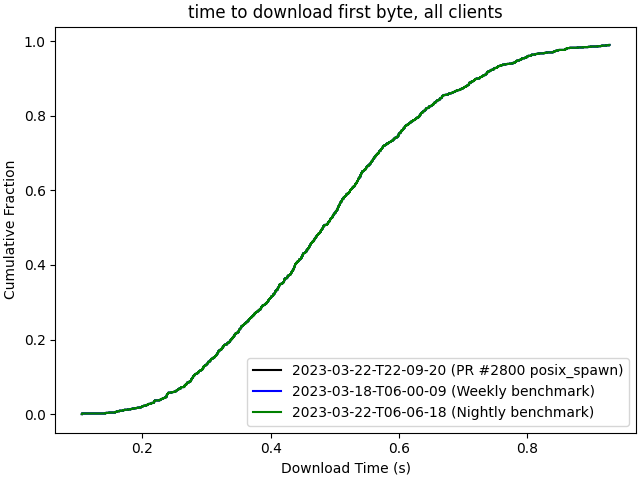 time to download first byte, all clients
1.0
0.8
0.6
0.4
0.2
0.0
Cumulative Fraction
2023-03-22-T22-09-20 (PR #2800 posix_spawn)
2023-03-18-T06-00-09 (Weekly benchmark)
2023-03-22-T06-06-18 (Nightly benchmark)
0.2 0.4 0.6 0.8
Download Time (s)